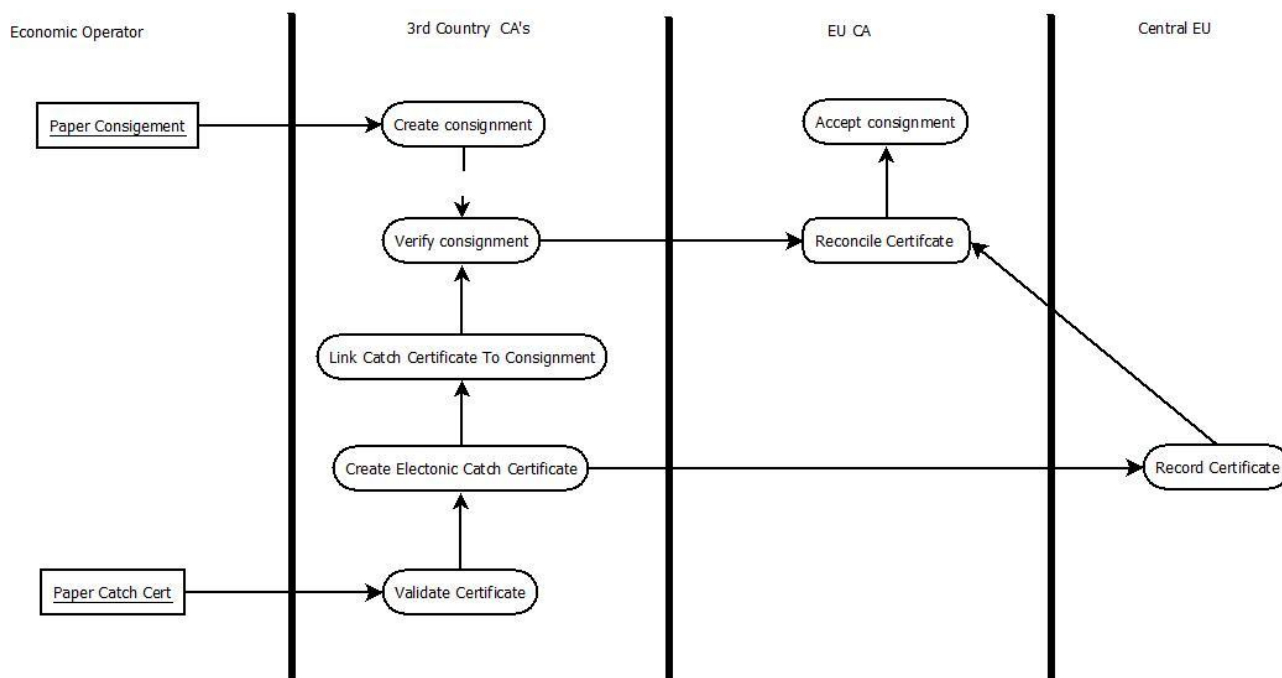 Economic Operator
3rd Country CA's
EU CA
Central EU
Paper Consigement
Create consignment
Accept consignment
Verify consignment
Reconcile Certifcate
Link Catch Certificate To Consignment
Create Electonic Catch Certificate
Record Certificate
Paper Catch Cert
Validate Certificate